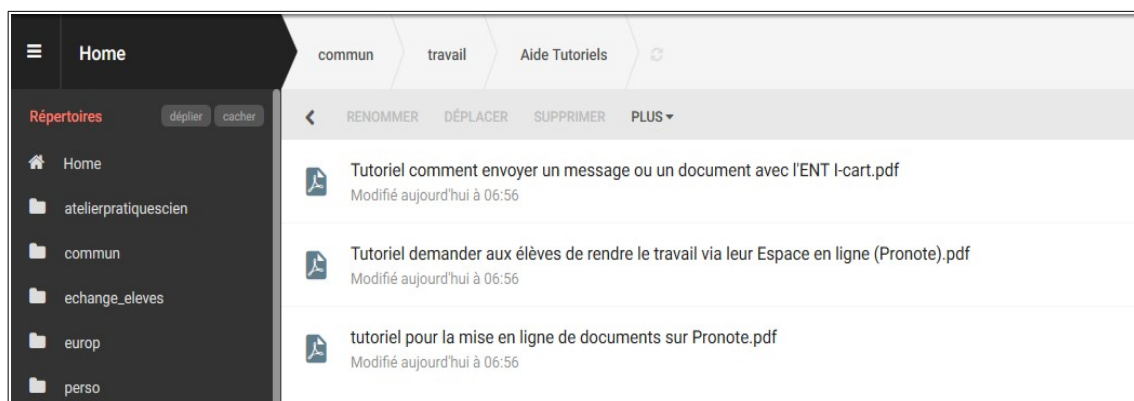 Home
commun
travail
Aide Tutoriels
Répertoires
déplier
cacher
RENOMMER
DÉPLACER
SUPPRIMER
PLUS
Home
atelierpratiquescien
commun
echange_eleves
europ
perso
Tutoriel comment envoyer un message ou un document avec l'ENT I-cart.pdf
Modifié aujourd'hui à 06:56
Tutoriel demander aux élèves de rendre le travail via leur Espace en ligne (Pronote).pdf
Modifié aujourd'hui à 06:56
tutoriel pour la mise en ligne de documents sur Pronote.pdf
Modifié aujourd'hui à 06:56